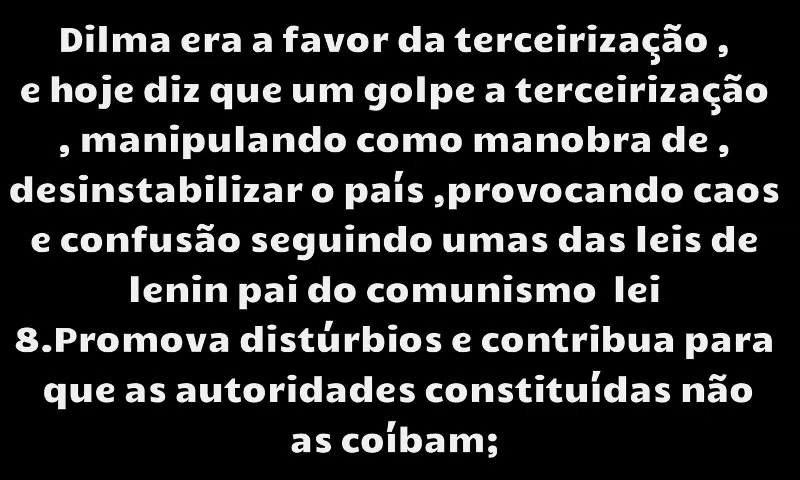 Dilma era a favor da terceirização ,
e hoje diz que um golpe a terceirização
, manipulando como manobra de ,
desinstabilizar o país ,provocando caos
e confusão seguindo umas das leis de
lenin pai do comunismo  lei
8.Promova distúrbios e contribua para
que as autoridades constituídas não
as coíbam;